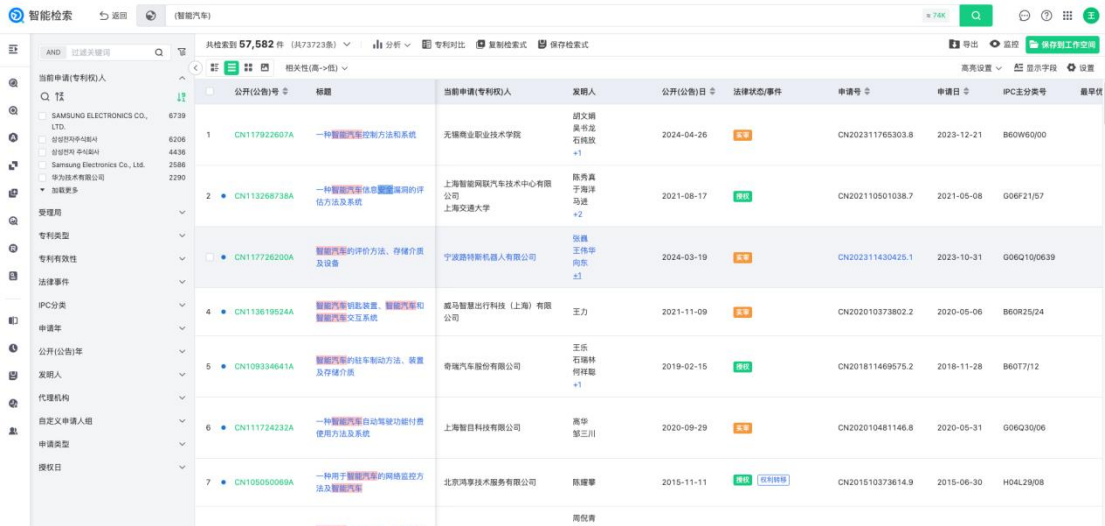 智能检索 返回 (智能汽车) ≈ 74K 王
共检索到 57,582 件 (共73723条) 分析 专利对比 复制检索式 保存检索式 导出 监控 保存到工作空间
AND 过滤关键词
相关性(高->低) 高亮设置 显示字段 设置
当前申请(专利权)人
SAMSUNG ELECTRONICS CO., LTD. 6739
삼성전자주식회사 6206
삼성전자 주식회사 4436
Samsung Electronics Co., Ltd. 2586
华为技术有限公司 2290
加载更多
受理局
专利类型
专利有效性
法律事件
IPC分类
申请年
公开(公告)年
发明人
代理机构
自定义申请人组
申请类型
授权日
公开(公告)号 标题 当前申请(专利权)人 发明人 公开(公告)日 法律状态/事件 申请号 申请日 IPC主分类号 最早优
1 CN117922607A 一种智能汽车控制方法和系统 无锡商业职业技术学院 胡文娟 吴书龙 石纯放 +1 2024-04-26 实审 CN202311765303.8 2023-12-21 B60W60/00
2 CN113268738A 一种智能汽车信息安全漏洞的评估方法及系统 上海智能网联汽车技术中心有限公司 上海交通大学 陈秀真 于海洋 马进 +2 2021-08-17 授权 CN202110501038.7 2021-05-08 G06F21/57
CN117726200A 智能汽车的评价方法、存储介质及设备 宁波路特斯机器人有限公司 张巍 王伟华 向东 +1 2024-03-19 实审 CN202311430425.1 2023-10-31 G06Q10/0639
4 CN113619524A 智能汽车钥匙装置、智能汽车和智能汽车交互系统 威马智慧出行科技（上海）有限公司 王力 2021-11-09 实审 CN202010373802.2 2020-05-06 B60R25/24
5 CN109334641A 智能汽车的驻车制动方法、装置及存储介质 奇瑞汽车股份有限公司 王乐 石瑞林 何祥聪 +1 2019-02-15 授权 CN201811469575.2 2018-11-28 B60T7/12
6 CN111724232A 一种智能汽车自动驾驶功能付费使用方法及系统 上海智目科技有限公司 高华 邹三川 2020-09-29 实审 CN202010481146.8 2020-05-31 G06Q30/06
7 CN105050069A 一种用于智能汽车的网络监控方法及智能汽车 北京鸿享技术服务有限公司 陈耀攀 2015-11-11 授权 权利转移 CN201510373614.9 2015-06-30 H04L29/08
周倪青